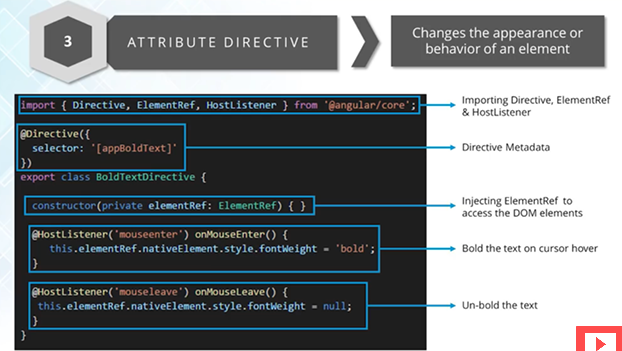 3
ATTRIBUTE DIRECTIVE
Changes the appearance or
behavior of an element
import { Directive, ElementRef, HostListener } from '@angular/core';
Importing Directive, ElementRef
& HostListener
@Directive({
selector: '[appBoldText]'
})
Directive Metadata
export class BoldTextDirective {
constructor(private elementRef: ElementRef) { }
Injecting ElementRef to
access the DOM elements
@HostListener('mouseenter') onMouseEnter() {
this.elementRef.nativeElement.style.fontWeight = 'bold';
}
Bold the text on cursor hover
@HostListener('mouseleave') onMouseLeave() {
this.elementRef.nativeElement.style.fontWeight = null;
}
Un-bold the text
}